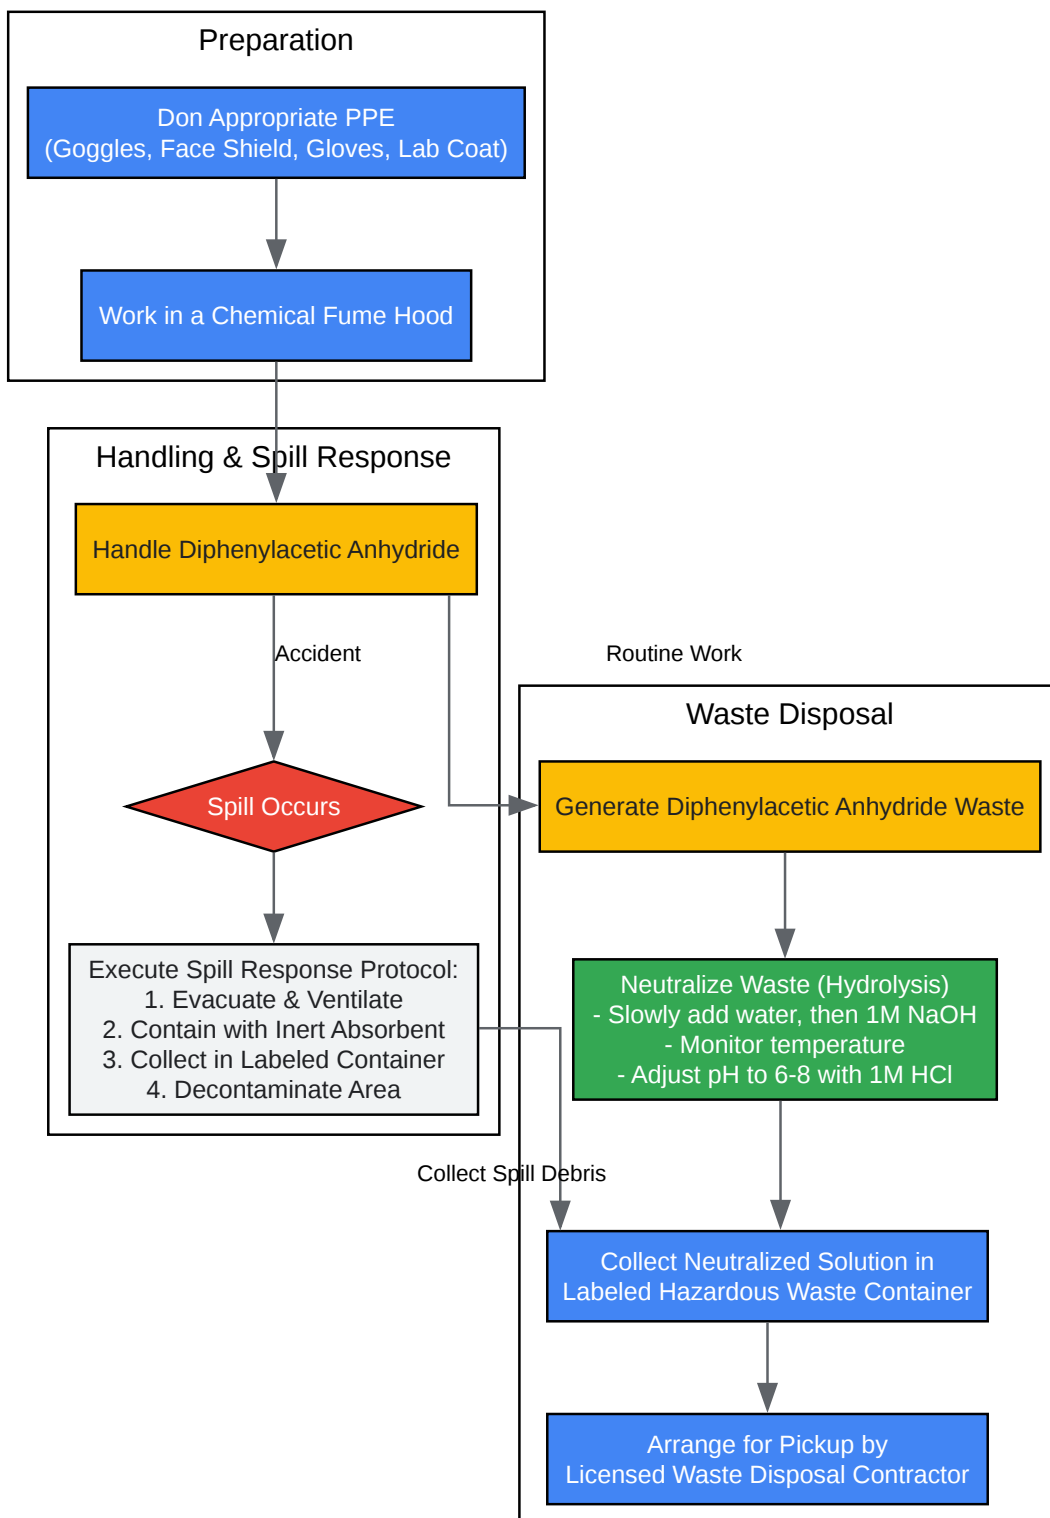 Preparation
Don Appropriate PPE
(Goggles, Face Shield, Gloves, Lab Coat)
Work in a Chemical Fume Hood
Handling & Spill Response
Handle Diphenylacetic Anhydride
Accident
Routine Work
Waste Disposal
Spill Occurs
Generate Diphenylacetic Anhydride Waste
Execute Spill Response Protocol:
1. Evacuate & Ventilate
2. Contain with Inert Absorbent
3. Collect in Labeled Container
4. Decontaminate Area
Neutralize Waste (Hydrolysis)
- Slowly add water, then 1M NaOH
- Monitor temperature
- Adjust pH to 6-8 with 1M HCl
Collect Spill Debris
Collect Neutralized Solution in
Labeled Hazardous Waste Container
Arrange for Pickup by
Licensed Waste Disposal Contractor